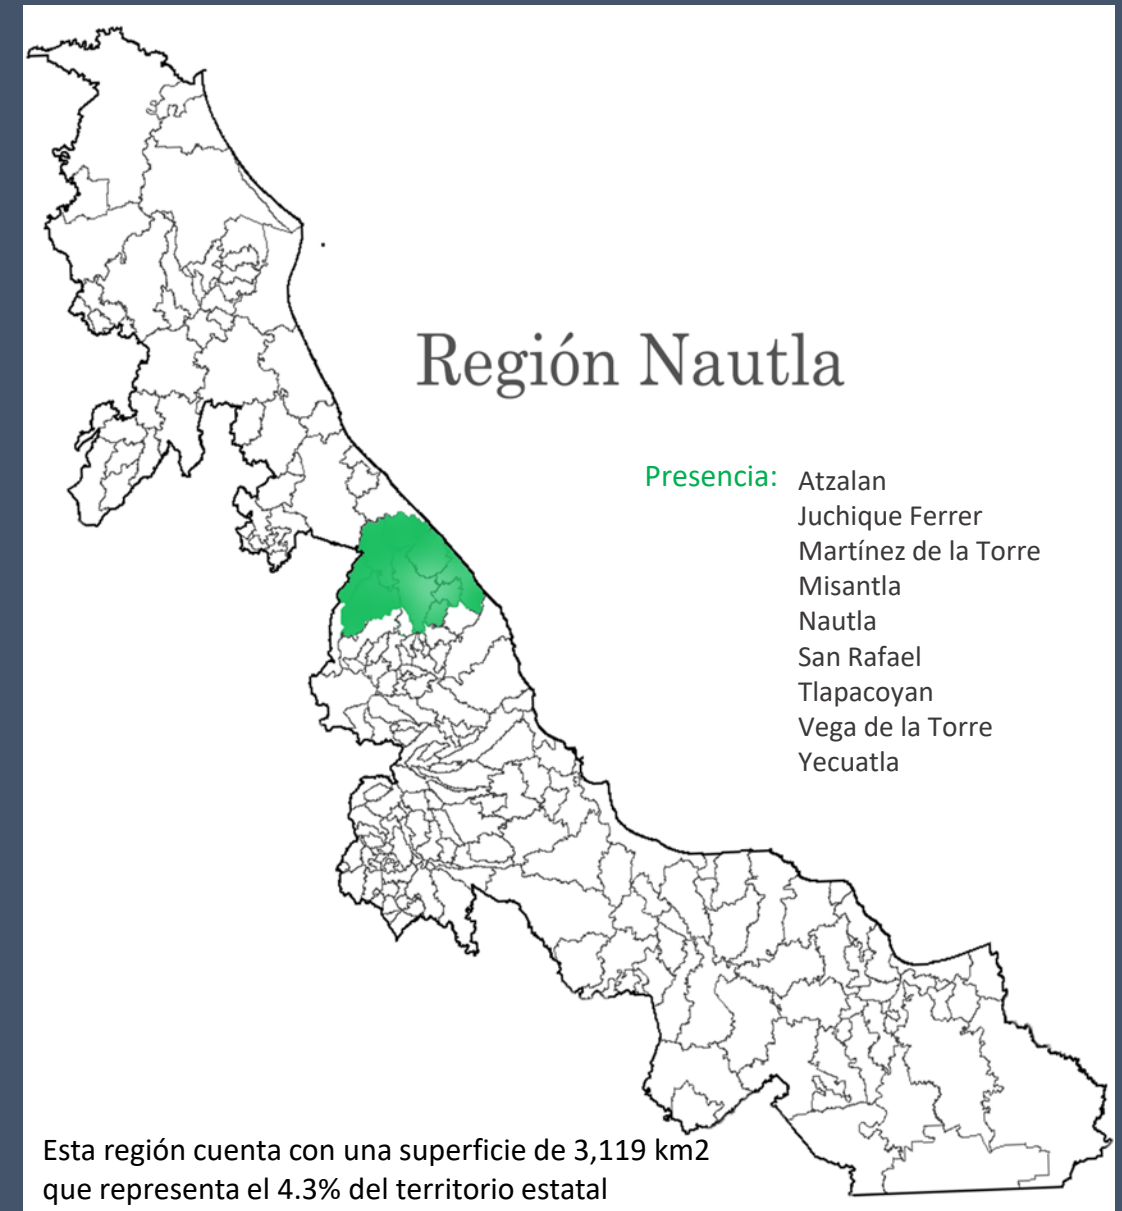 Región Nautla
Presencia:
Atzalan
Juchique Ferrer
Martínez de la Torre
Misantla
Nautla
San Rafael
Tlapacoyan
Vega de la Torre
Yecuatla
Esta región cuenta con una superficie de 3,119 km2
que representa el 4.3% del territorio estatal